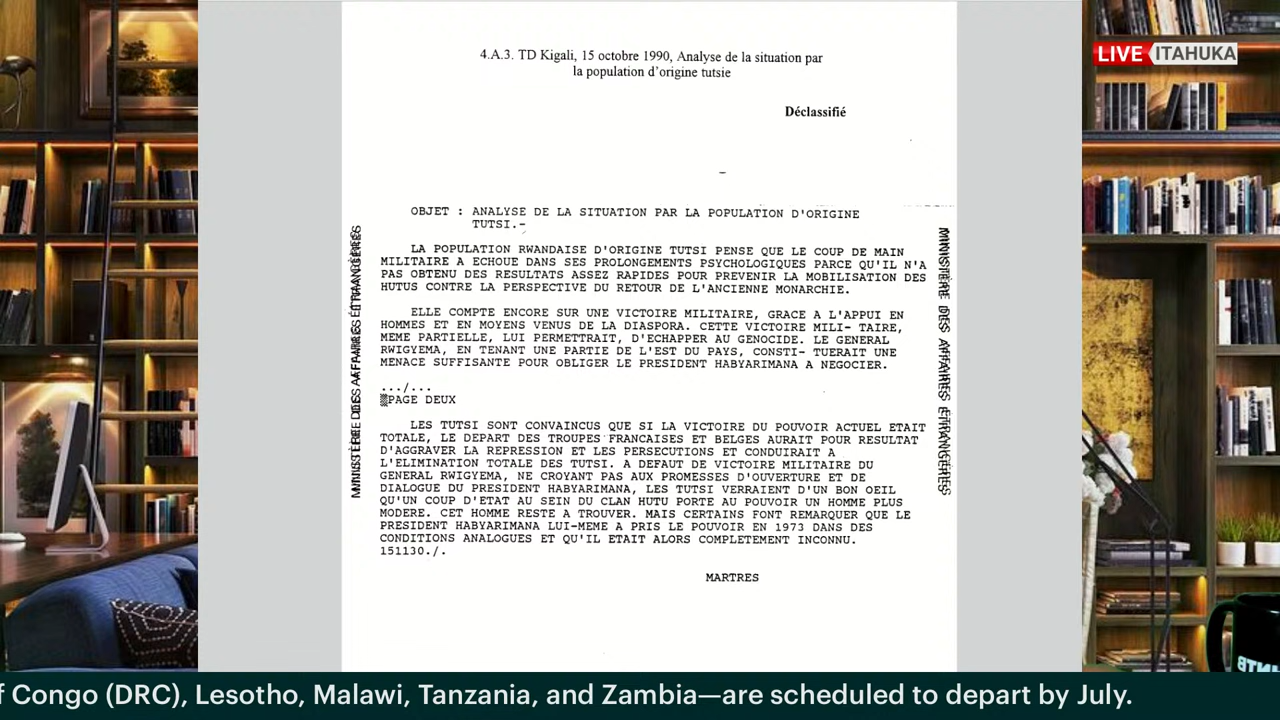 4.A.3. TD Kigali, 15 octobre 1990, Analyse de la situation par
la population d'origine tutsie
LIVE ITAHUKA
Déclassifié
OBJET : ANALYSE DE LA SITUATION PAR LA POPULATION D'ORIGINE
TUTSI.-
LA POPULATION RWANDAISE D'ORIGINE TUTSI PENSE QUE LE COUP DE MAIN
MILITAIRE A ECHOUE DANS SES PROLONGEMENTS PSYCHOLOGIQUES PARCE QU'IL N'A
PAS OBTENU DES RESULTATS ASSEZ RAPIDES POUR PREVENIR LA MOBILISATION DES
HUTUS CONTRE LA PERSPECTIVE DU RETOUR DE L'ANCIENNE MONARCHIE.
ELLE COMPTE ENCORE SUR UNE VICTOIRE MILITAIRE, GRACE A L'APPUI EN
HOMMES ET EN MOYENS VENUS DE LA DIASPORA. CETTE VICTOIRE MILI- TAIRE,
MEME PARTIELLE, LUI PERMETTRAIT, D'ECHAPPER AU GENOCIDE. LE GENERAL
RWIGYEMA, EN TENANT UNE PARTIE DE L'EST DU PAYS, CONSTI- TUERAIT UNE
MENACE SUFFISANTE POUR OBLIGER LE PRESIDENT HABYARIMANA A NEGOCIER.
.../...
PAGE DEUX
LES TUTSI SONT CONVAINCUS QUE SI LA VICTOIRE DU POUVOIR ACTUEL ETAIT
TOTALE, LE DEPART DES TROUPES FRANCAISES ET BELGES AURAIT POUR RESULTAT
D'AGGRAVER LA REPRESSION ET LES PERSECUTIONS ET CONDUIRAIT A
L'ELIMINATION TOTALE DES TUTSI. A DEFAUT DE VICTOIRE MILITAIRE DU
GENERAL RWIGYEMA, NE CROYANT PAS AUX PROMESSES D'OUVERTURE ET DE
DIALOGUE DU PRESIDENT HABYARIMANA, LES TUTSI VERRAIENT D'UN BON OEIL
QU'UN COUP D'ETAT AU SEIN DU CLAN HUTU PORTE AU POUVOIR UN HOMME PLUS
MODERE. CET HOMME RESTE A TROUVER. MAIS CERTAINS FONT REMARQUER QUE LE
PRESIDENT HABYARIMANA LUI-MEME A PRIS LE POUVOIR EN 1973 DANS DES
CONDITIONS ANALOGUES ET QU'IL ETAIT ALORS COMPLETEMENT INCONNU.
151130./.
MARTRES
MINISTÈRE DES AFFAIRES ÉTRANGÈRES
MINISTÈRE DES AFFAIRES ÉTRANGÈRES
f Congo (DRC), Lesotho, Malawi, Tanzania, and Zambia—are scheduled to depart by July.